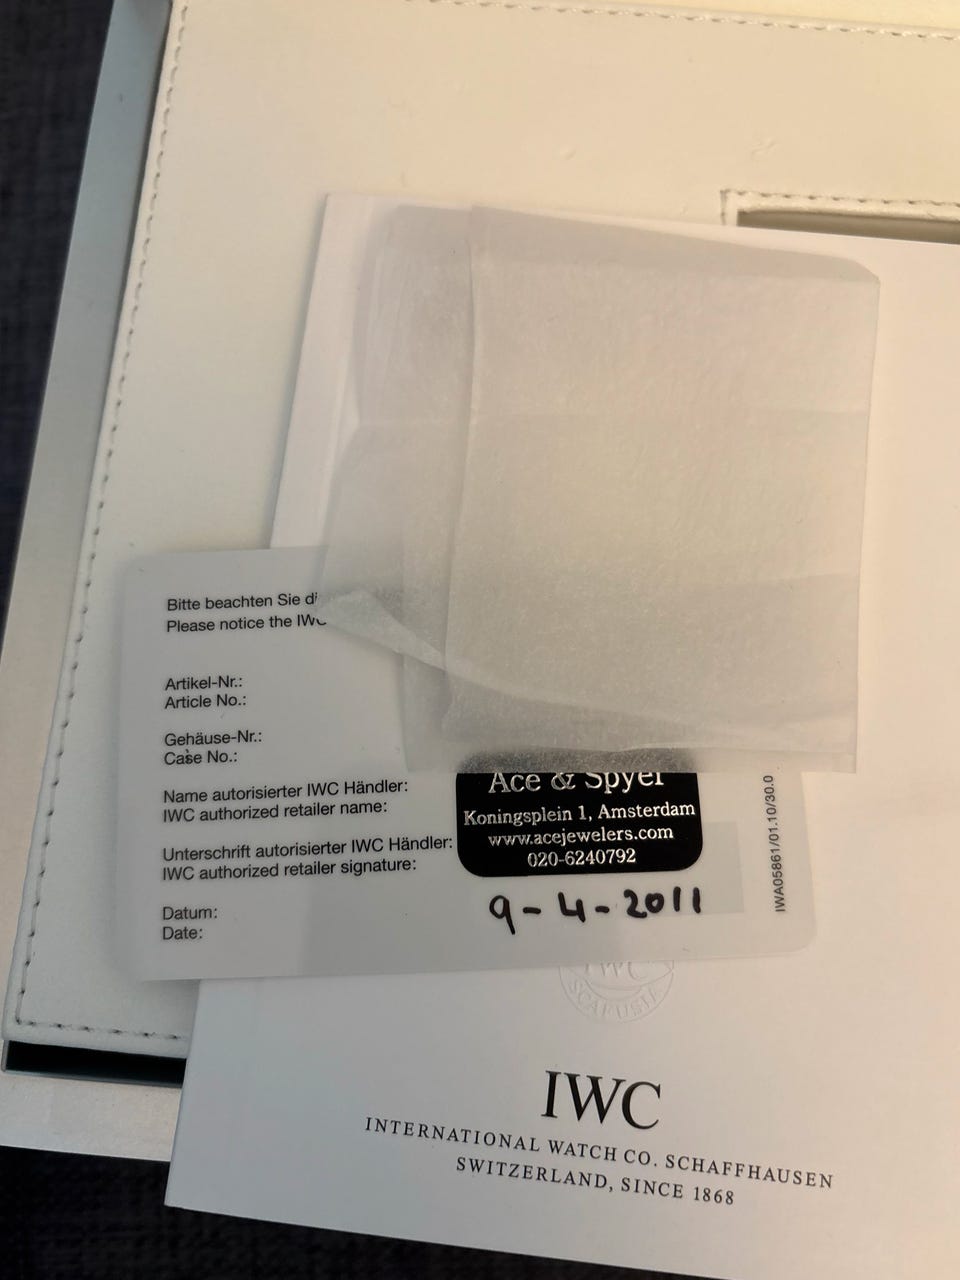 Bitte beachten Sie
Please notice the IWC
Artikel-Nr.:
Article No.:
Gehäuse-Nr.:
Case No.:
Name autorisierter IWC Händler:
IWC authorized retailer name:
Ace & Spyer
Koningsplein 1, Amsterdam
www.acejewelers.com
020-6240792
Unterschrift autorisierter IWC Händler:
IWC authorized retailer signature:
Datum:
Date:
9-4-2011
IWA05861/01.10/30.0
IWC
SCAFUSIA
IWC
INTERNATIONAL WATCH CO. SCHAFFHAUSEN
SWITZERLAND, SINCE 1868